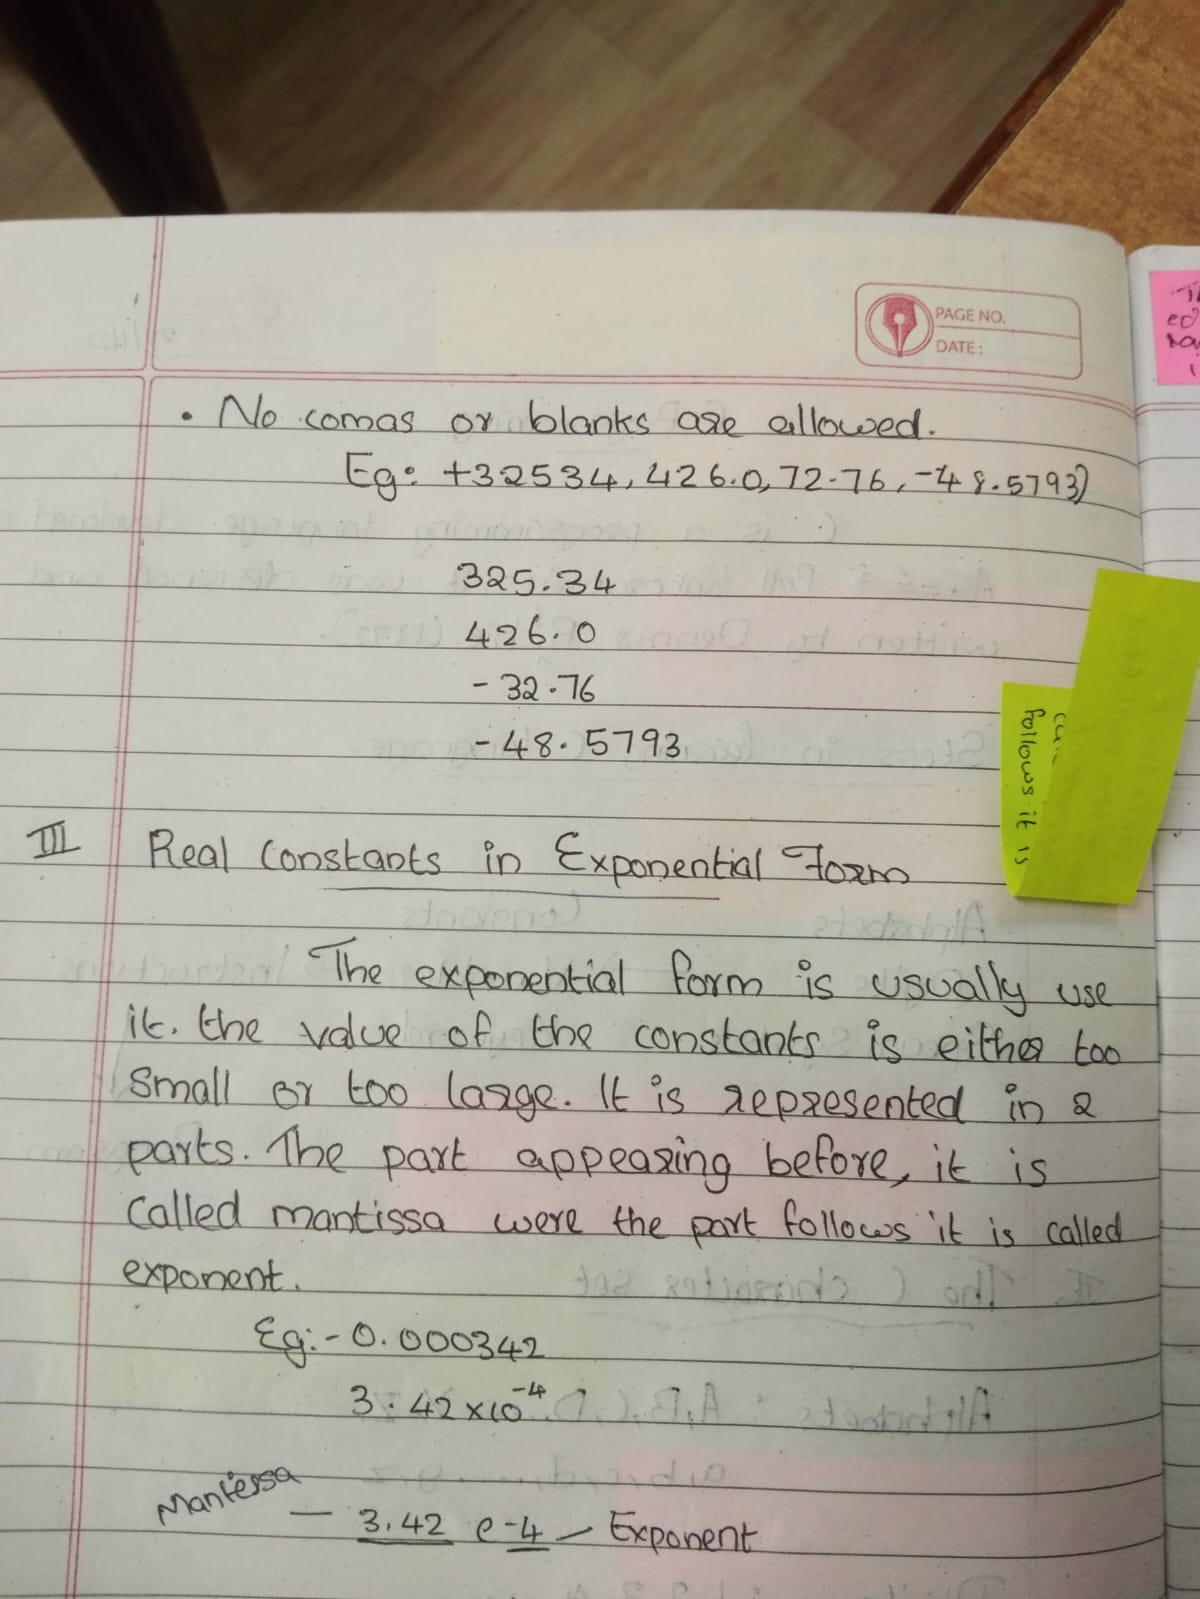 PAGE NO.
DATE:
• No comas or blanks are allowed.
Eg: +32534, 426.0, 72.76, -48.5793)
325.34
426.0
- 32.76
- 48.5793
III Real Constants in Exponential Form
The exponential form is usually use
it. the value of the constants is either too
small or too large. It is represented in 2
parts. The part appearing before, it is
called mantissa were the part follows it is called
exponent.
Eg:- 0.000342
3.42 x 10^-4
Mantissa — 3.42 e-4 — Exponent
follows it is